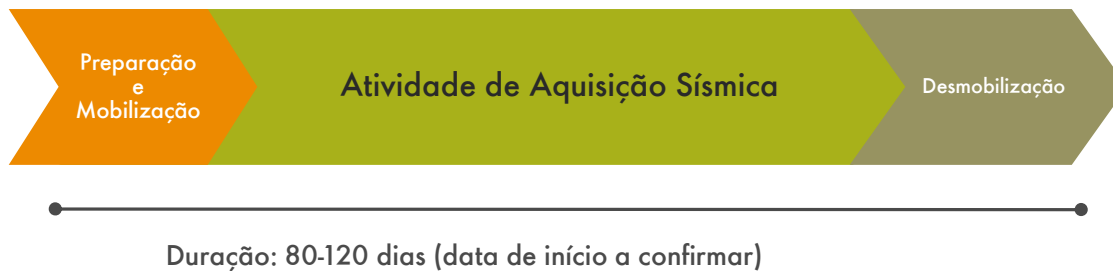 Preparação
e
Mobilização
Atividade de Aquisição Sísmica
Desmobilização
Duração: 80-120 dias (data de início a confirmar)